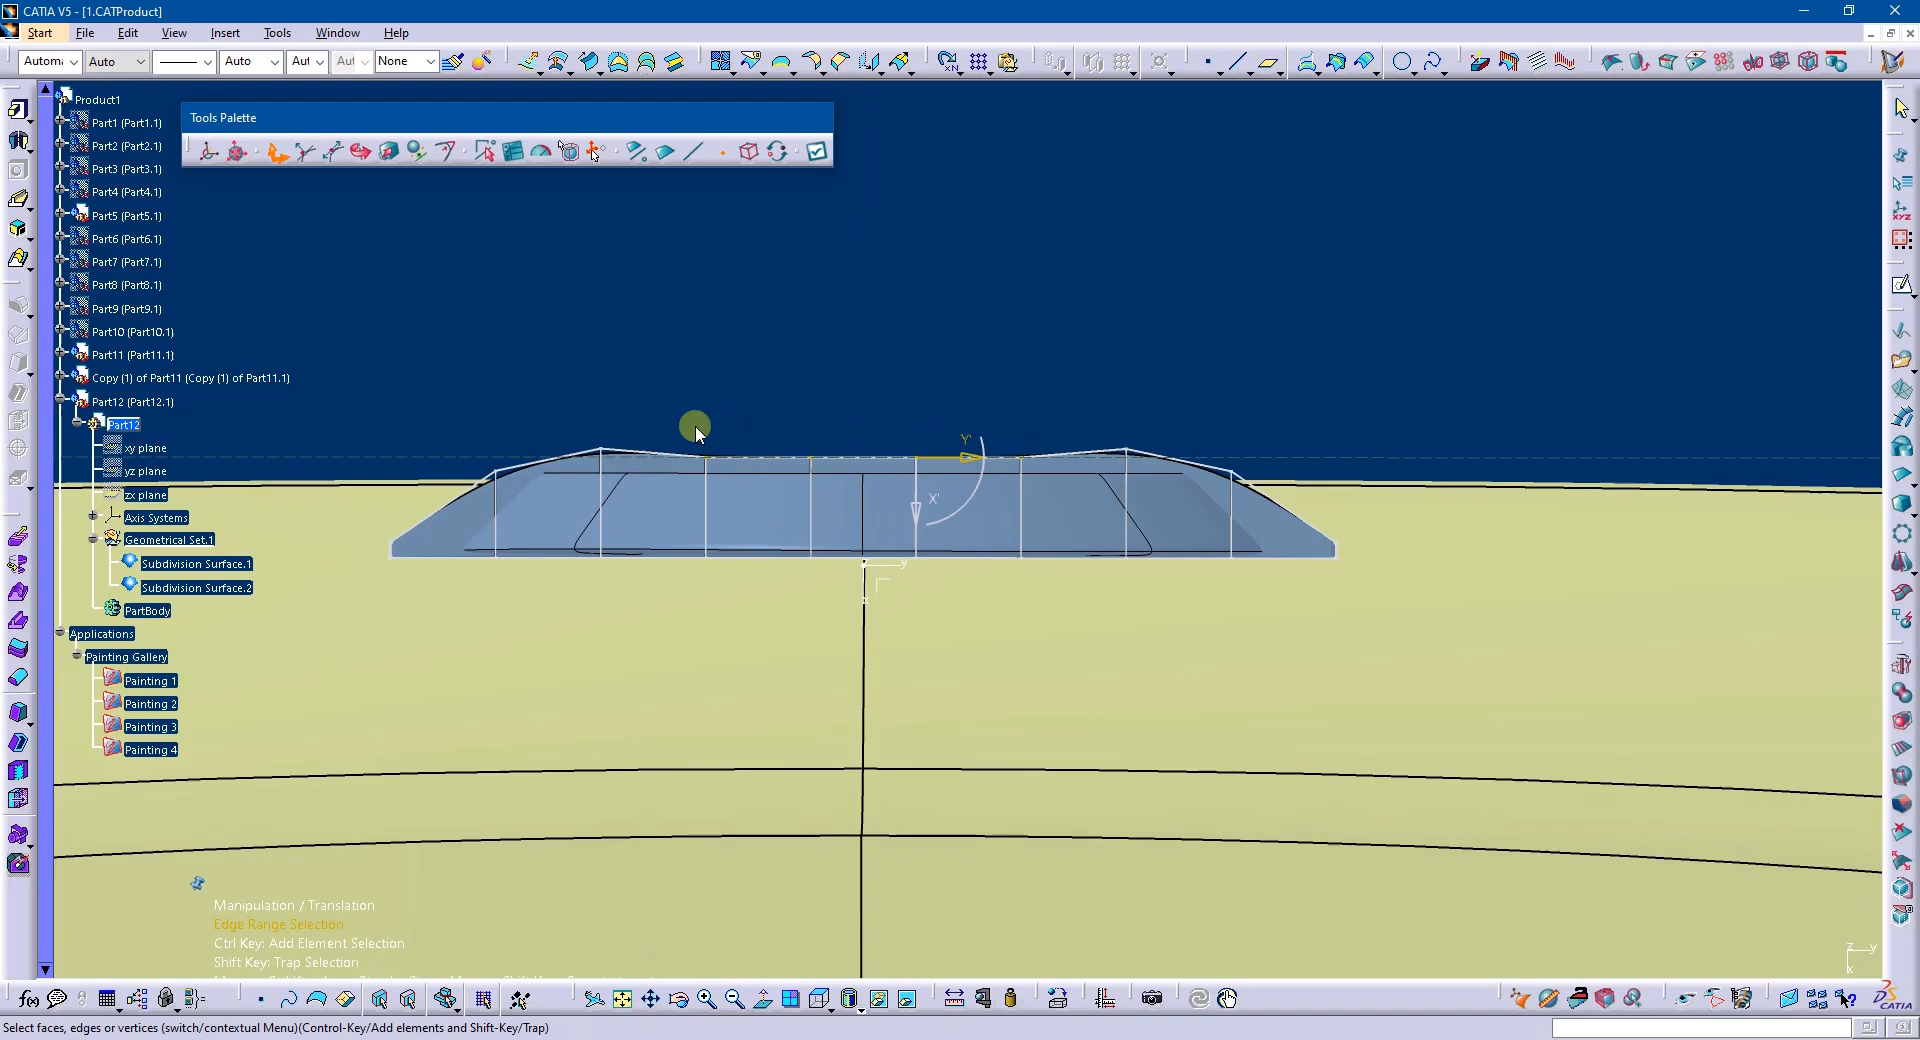 CATIA V5 - [1.CATProduct]
Start File Edit View Insert Tools Window Help
Automa Auto Auto Aut Aut None
Tools Palette
Product1
Part1 (Part1.1)
Part2 (Part2.1)
Part3 (Part3.1)
Part4 (Part4.1)
Part5 (Part5.1)
Part6 (Part6.1)
Part7 (Part7.1)
Part8 (Part8.1)
Part9 (Part9.1)
Part10 (Part10.1)
Part11 (Part11.1)
Copy (1) of Part11 (Copy (1) of Part11.1)
Part12 (Part12.1)
Part12
xy plane
yz plane
zx plane
Axis Systems
Geometrical Set.1
Subdivision Surface.1
Subdivision Surface.2
PartBody
Applications
Painting Gallery
Painting 1
Painting 2
Painting 3
Painting 4
Y'
X'
y
x
Manipulation / Translation
Edge Range Selection
Ctrl Key: Add Element Selection
Shift Key: Trap Selection
z y
x
CATIA
Select faces, edges or vertices (switch/contextual Menu)(Control-Key/Add elements and Shift-Key/Trap)